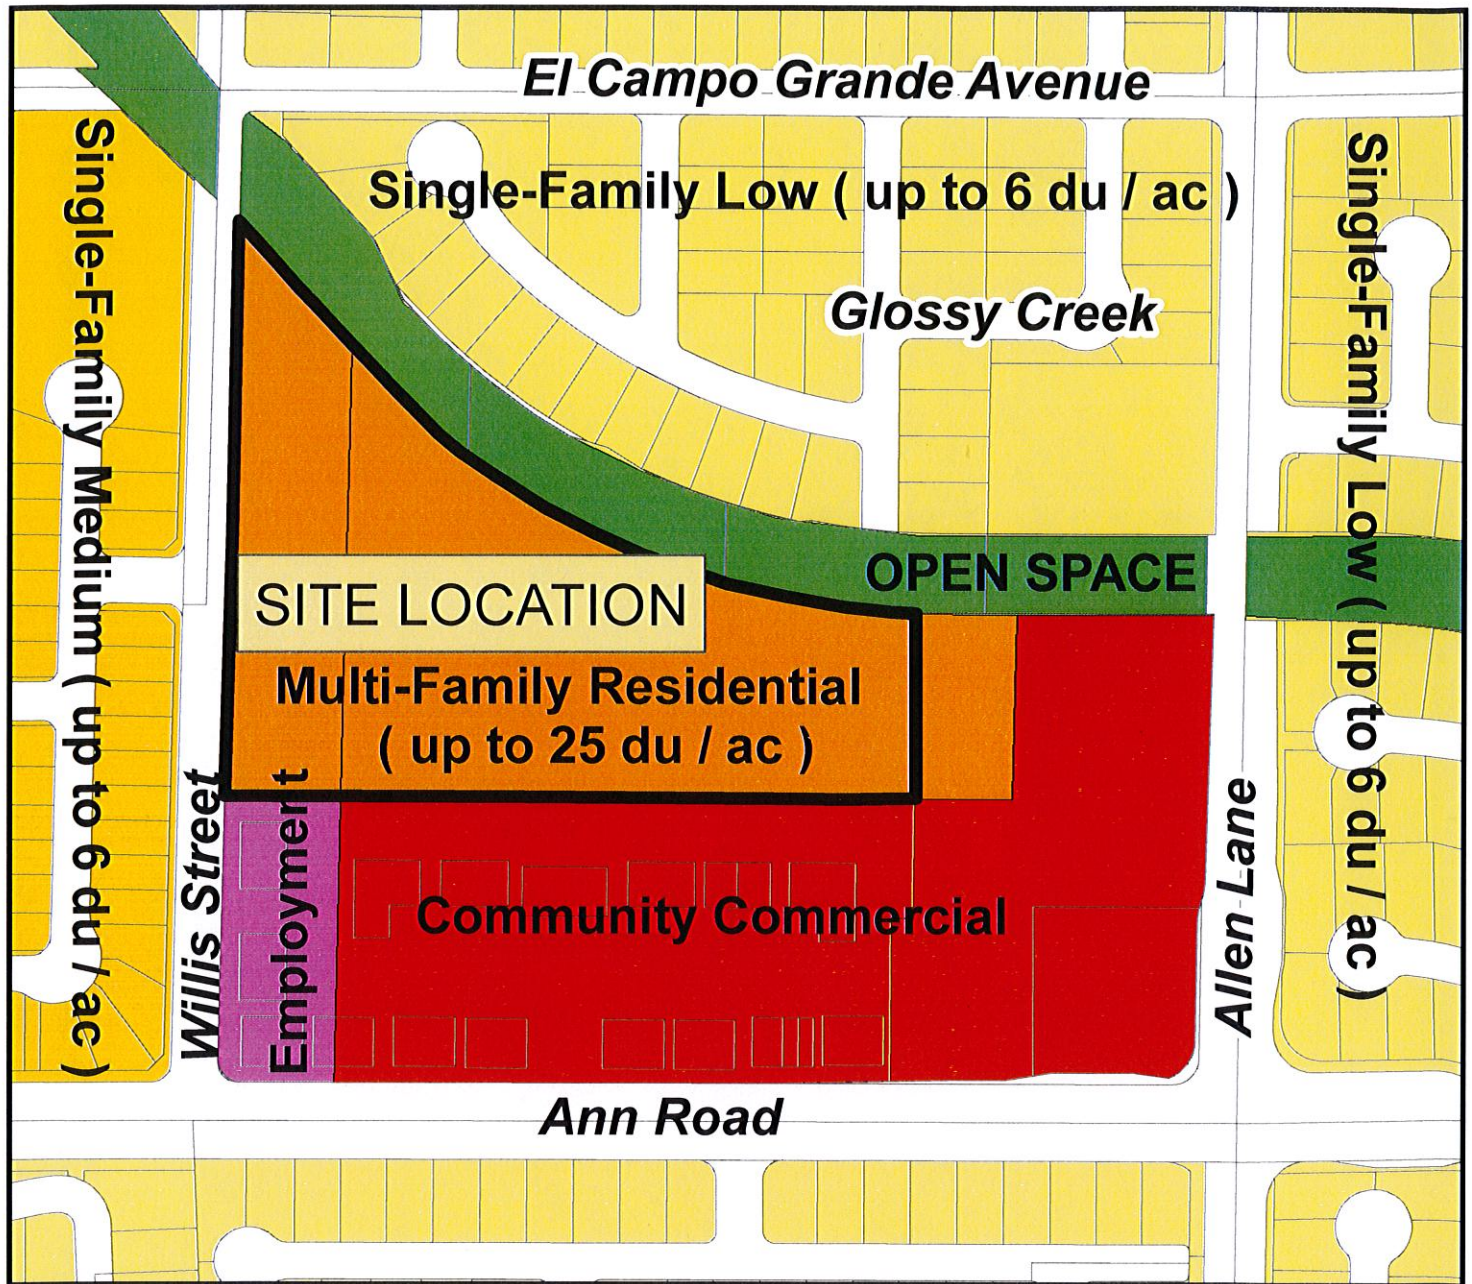 El Campo Grande Avenue
Single-Family Low ( up to 6 du / ac )
Glossy Creek
Single-Family Medium ( up to 6 du / ac )
Single-Family Low ( up to 6 du / ac )
OPEN SPACE
SITE LOCATION
Multi-Family Residential
( up to 25 du / ac )
Willis Street
Employment
Community Commercial
Allen Lane
Ann Road